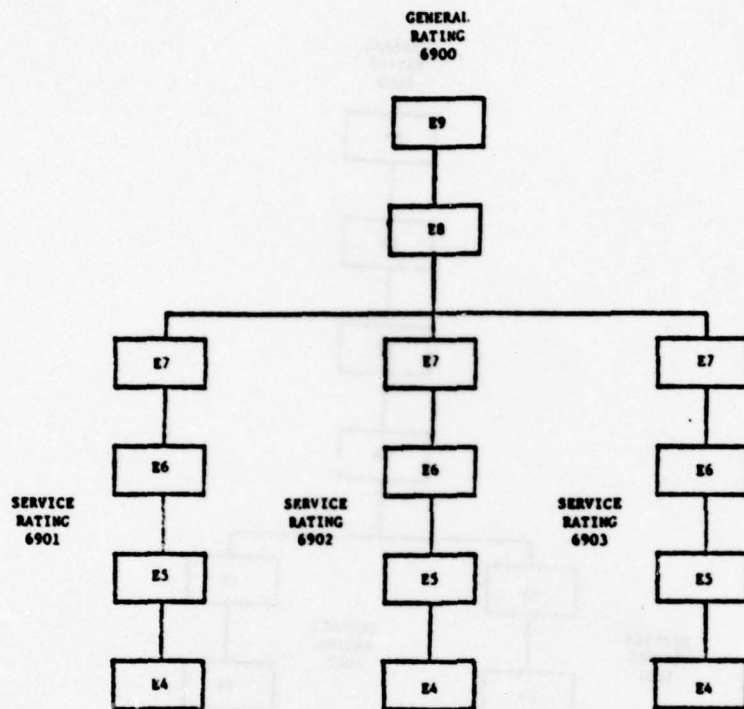 GENERAL
RATING
6900
E9
E8
E7
E7
E7
E6
E6
E6
SERVICE
RATING
6901
SERVICE
RATING
6902
SERVICE
RATING
6903
E5
E5
E5
E4
E4
E4